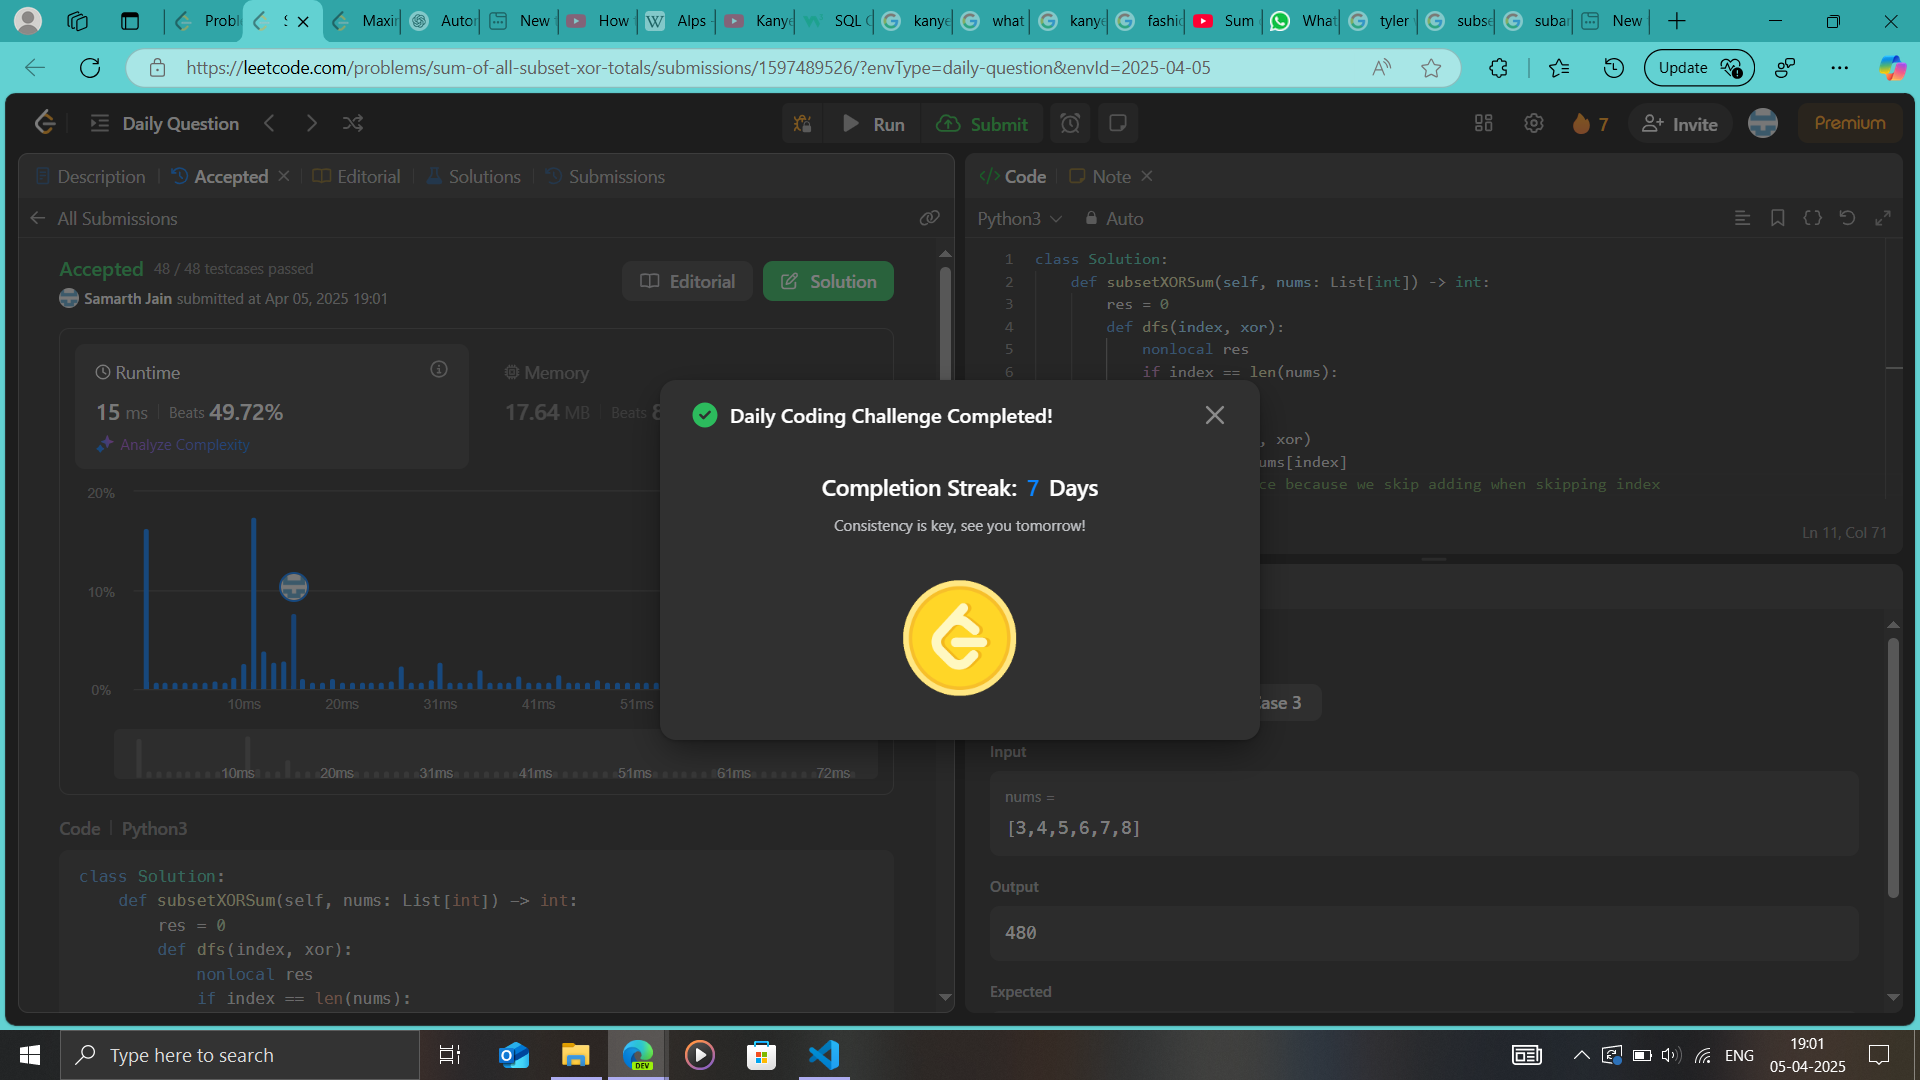 Probl
S
Maxir
Autor
New
How
Alps
Kanye
SQL
kanye
what
kanye
fashic
Sum
What
tyler
subse
subar
New
https://leetcode.com/problems/sum-of-all-subset-xor-totals/submissions/1597489526/?envType=daily-question&envId=2025-04-05
Update
Daily Question
Run
Submit
7
Invite
Premium
Description
Accepted
Editorial
Solutions
Submissions
All Submissions
Accepted 48 / 48 testcases passed
Samarth Jain submitted at Apr 05, 2025 19:01
Editorial
Solution
Runtime
15 ms | Beats 49.72%
Analyze Complexity
Memory
17.64 MB | Beats 8
20%
10%
0%
10ms 20ms 31ms 41ms 51ms
10ms 20ms 31ms 41ms 51ms 61ms 72ms
Code | Python3
class Solution:
def subsetXORSum(self, nums: List[int]) -> int:
res = 0
def dfs(index, xor):
nonlocal res
if index == len(nums):
Daily Coding Challenge Completed!
Completion Streak: 7 Days
Consistency is key, see you tomorrow!
Code
Note
Python3
Auto
1 class Solution:
2 def subsetXORSum(self, nums: List[int]) -> int:
3 res = 0
4 def dfs(index, xor):
5 nonlocal res
6 if index == len(nums):
, xor)
ums[index]
ce because we skip adding when skipping index
Ln 11, Col 71
ase 3
Input
nums =
[3,4,5,6,7,8]
Output
480
Expected
Type here to search
DEV
ENG
19:01
05-04-2025